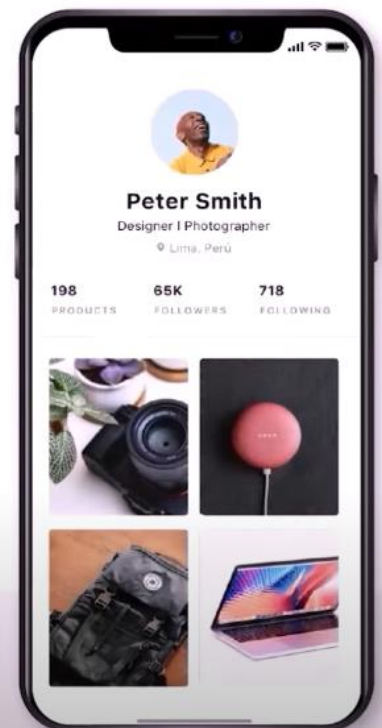 Peter Smith
Designer | Photographer
Lima, Perú
198 65K 718
PRODUCTS FOLLOWERS FOLLOWING